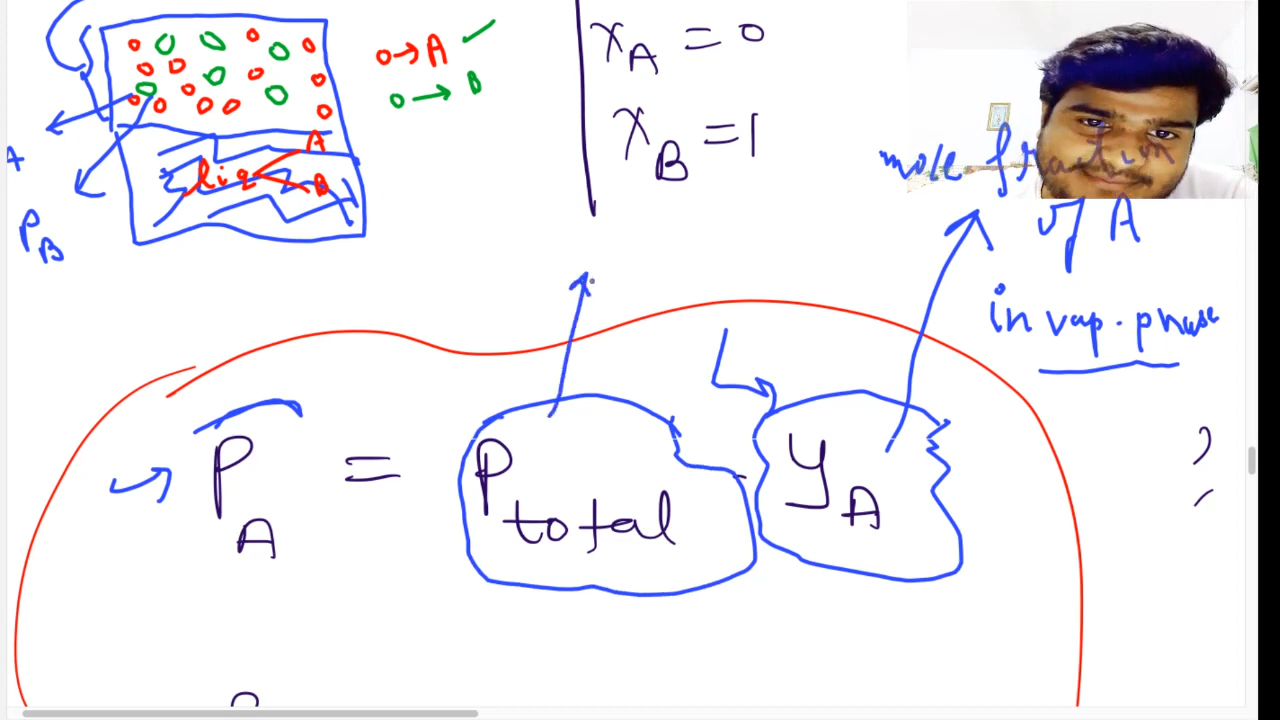 o→A
o→B
A
liq
A
B
P_B
x_A = 0
x_B = 1
mole fraction
of A
in vap. phase
P_A = P_total . y_A